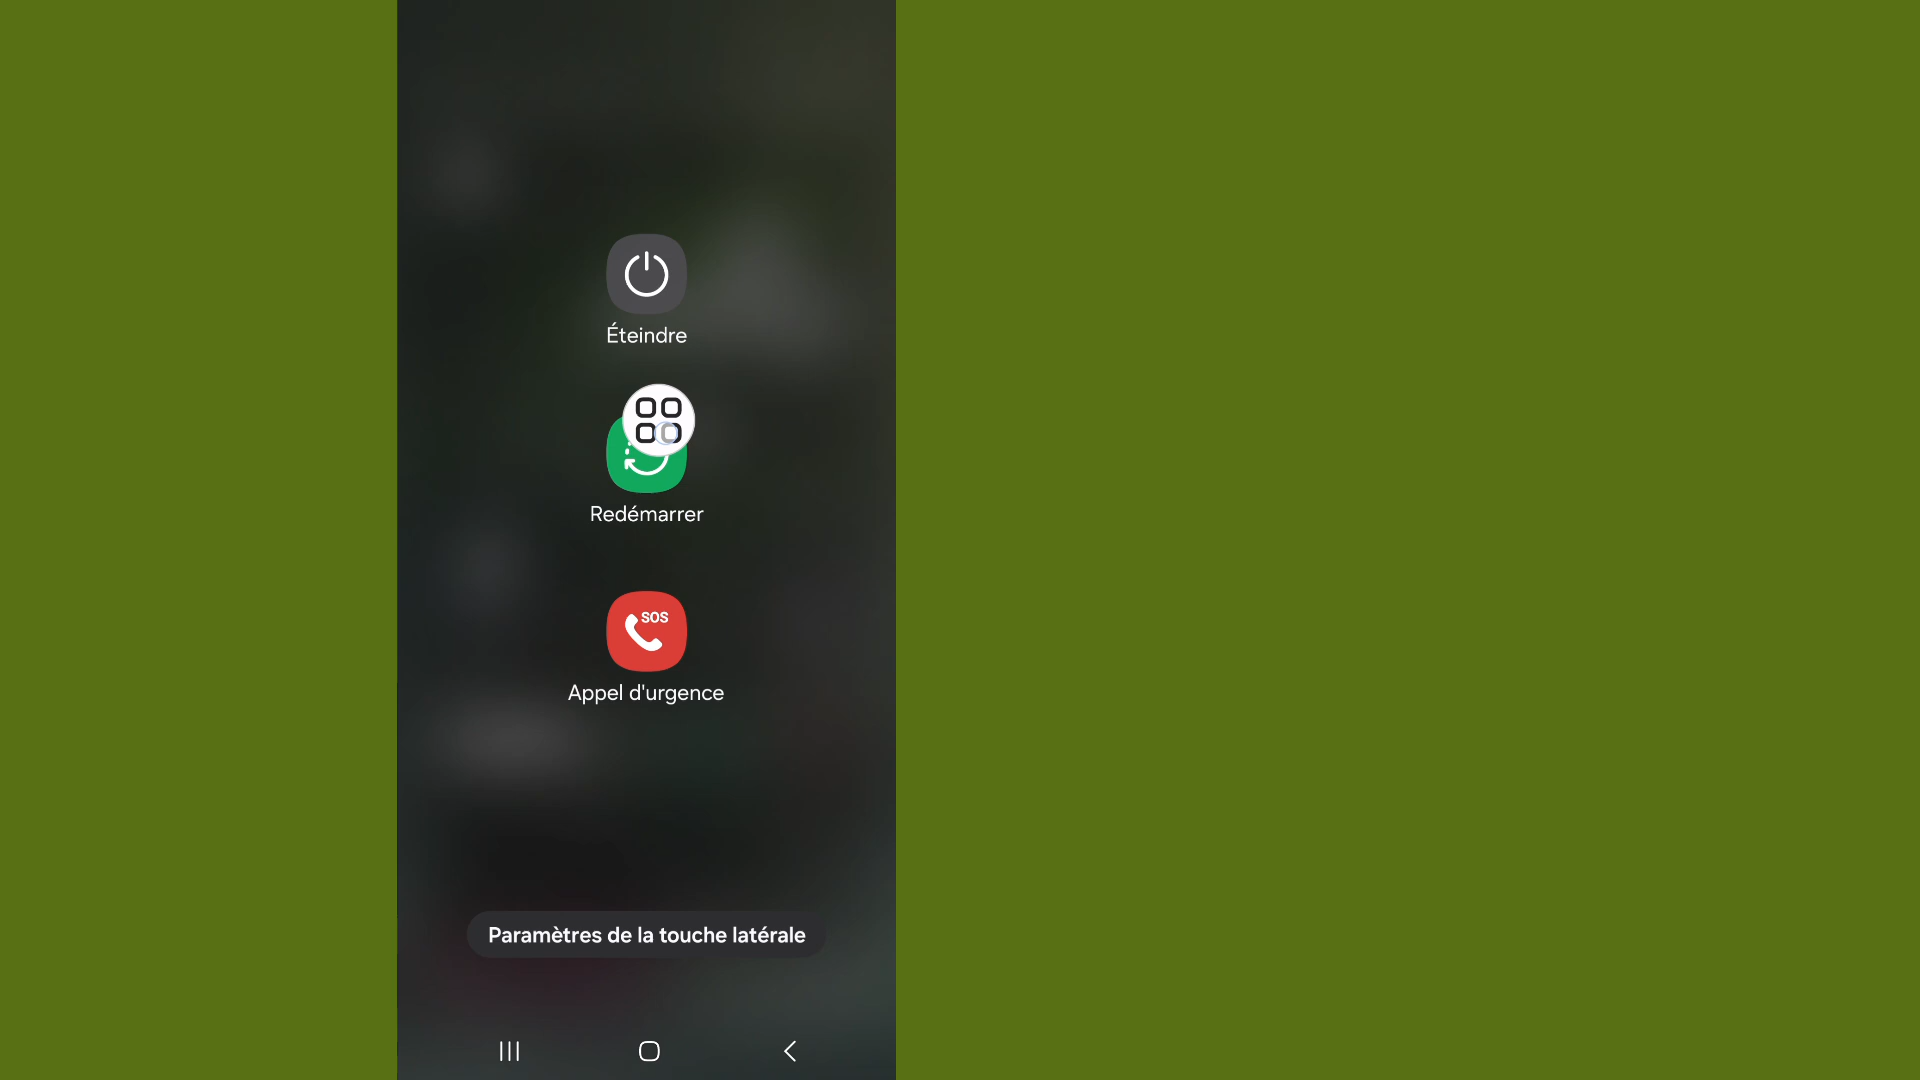 Éteindre
Redémarrer
SOS
Appel d'urgence
Paramètres de la touche latérale